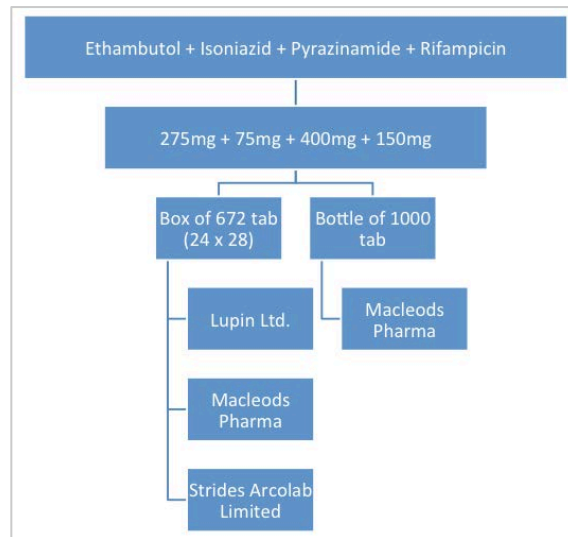 Ethambutol + Isoniazid + Pyrazinamide + Rifampicin
275mg + 75mg + 400mg + 150mg
Box of 672 tab
(24 x 28)
Bottle of 1000
tab
Lupin Ltd.
Macleods
Pharma
Macleods
Pharma
Strides Arcolab
Limited